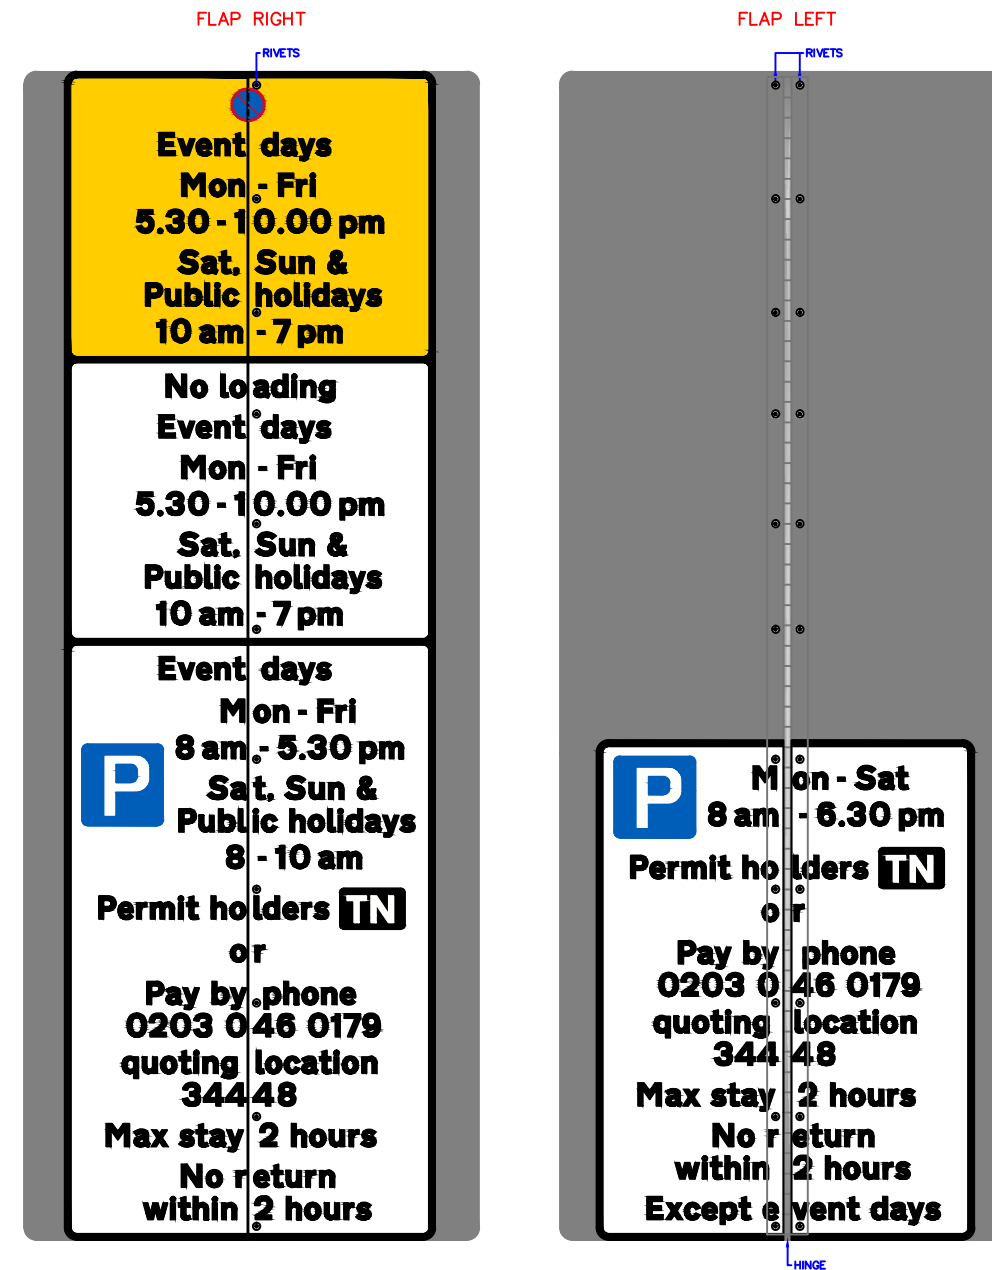 FLAP RIGHT
RIVETS
Event days
Mon - Fri
5.30 - 10.00 pm
Sat, Sun &
Public holidays
10 am - 7 pm
No loading
Event days
Mon - Fri
5.30 - 10.00 pm
Sat, Sun &
Public holidays
10 am - 7 pm
Event days
Mon - Fri
8 am - 5.30 pm
P
Sat, Sun &
Public holidays
8 - 10 am
Permit holders TN
or
Pay by phone
0203 046 0179
quoting location
34448
Max stay 2 hours
No return
within 2 hours
FLAP LEFT
RIVETS
P
Mon - Sat
8 am - 6.30 pm
Permit holders TN
or
Pay by phone
0203 046 0179
quoting location
34448
Max stay 2 hours
No return
within 2 hours
Except event days
HINGE